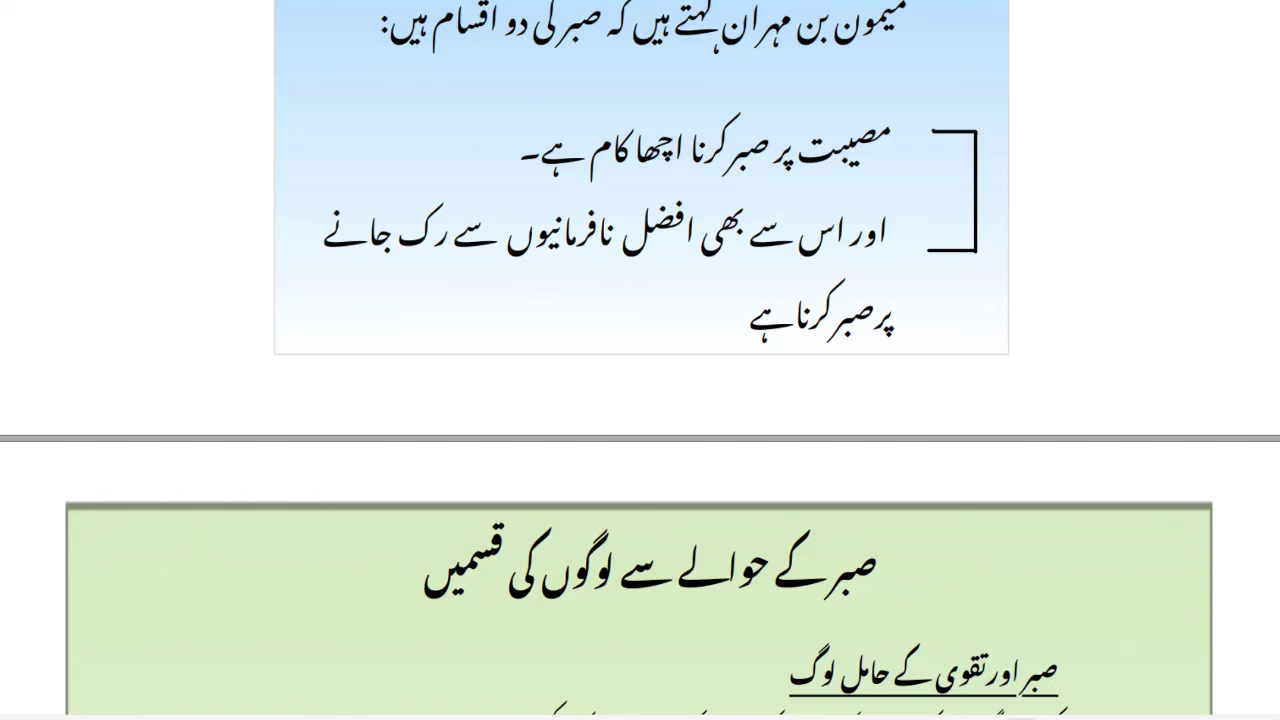 میمون بن مہران کہتے ہیں کہ صبر کی دو اقسام ہیں:
مصیبت پر صبر کرنا اچھا کام ہے۔
اور اس سے بھی افضل نافرمانیوں سے رک جانے
پر صبر کرنا ہے
صبر کے حوالے سے لوگوں کی قسمیں
صبر اور تقوی کے حامل لوگ